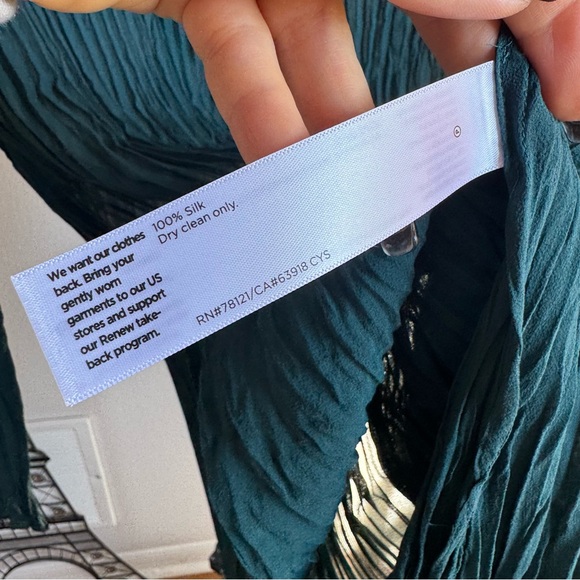 We want our clothes
back. Bring your
gently worn
garments to our US
stores and support
our Renew take-
back program.
100% Silk
Dry clean only.
RN#78121/CA#63918 CYS